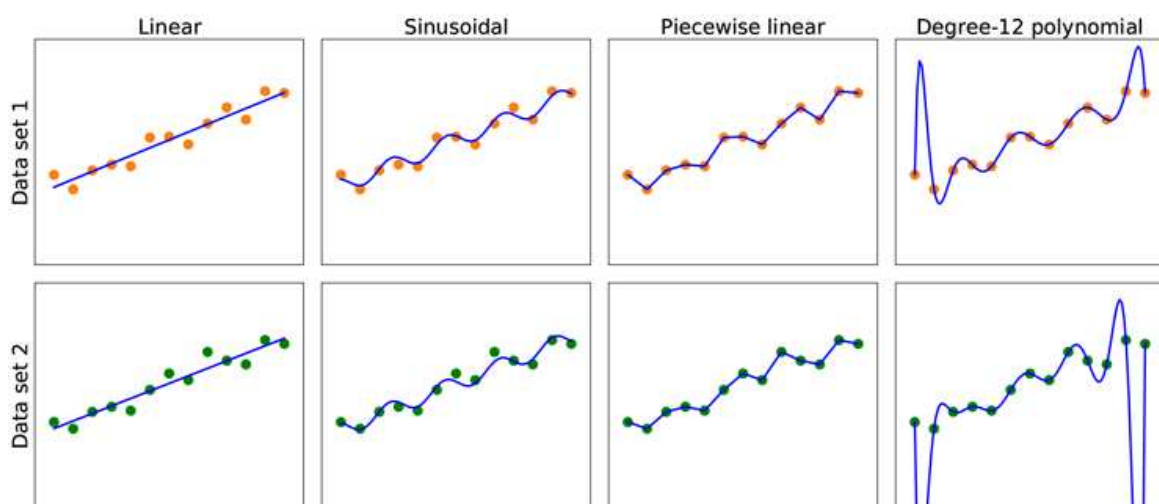 Linear
Sinusoidal
Piecewise linear
Degree-12 polynomial
Data set 1
Data set 2